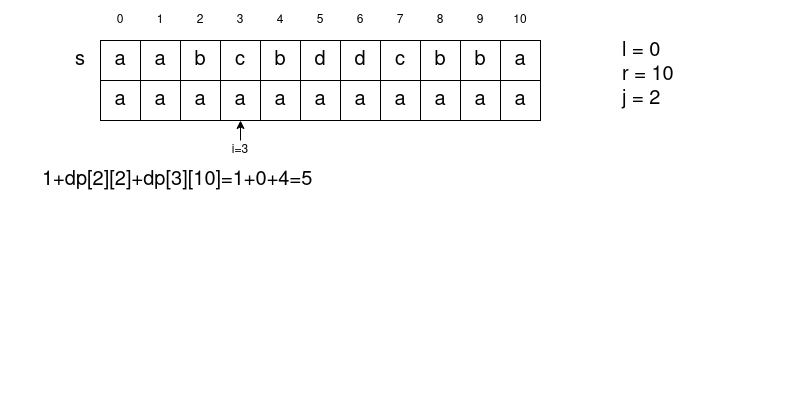 0 1 2 3 4 5 6 7 8 9 10
s a a b c b d d c b b a
a a a a a a a a a a a
i=3
l = 0
r = 10
j = 2
1+dp[2][2]+dp[3][10]=1+0+4=5